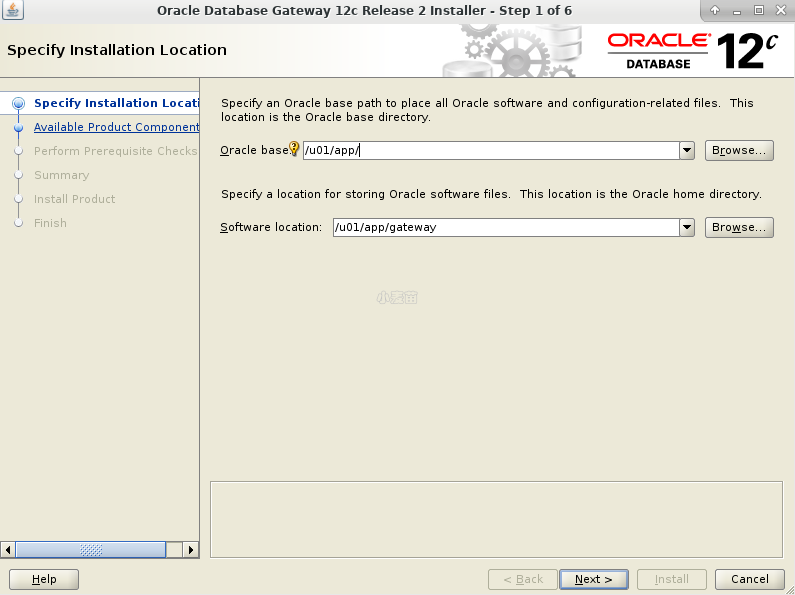 Oracle Database Gateway 12c Release 2 Installer - Step 1 of 6
Specify Installation Location
ORACLE
DATABASE
12c
Specify Installation Locati
Available Product Component
Perform Prerequisite Checks
Summary
Install Product
Finish
Specify an Oracle base path to place all Oracle software and configuration-related files. This
location is the Oracle base directory.
Oracle base: /u01/app/
Browse...
Specify a location for storing Oracle software files. This location is the Oracle home directory.
Software location: /u01/app/gateway
Browse...
Help
< Back
Next >
Install
Cancel